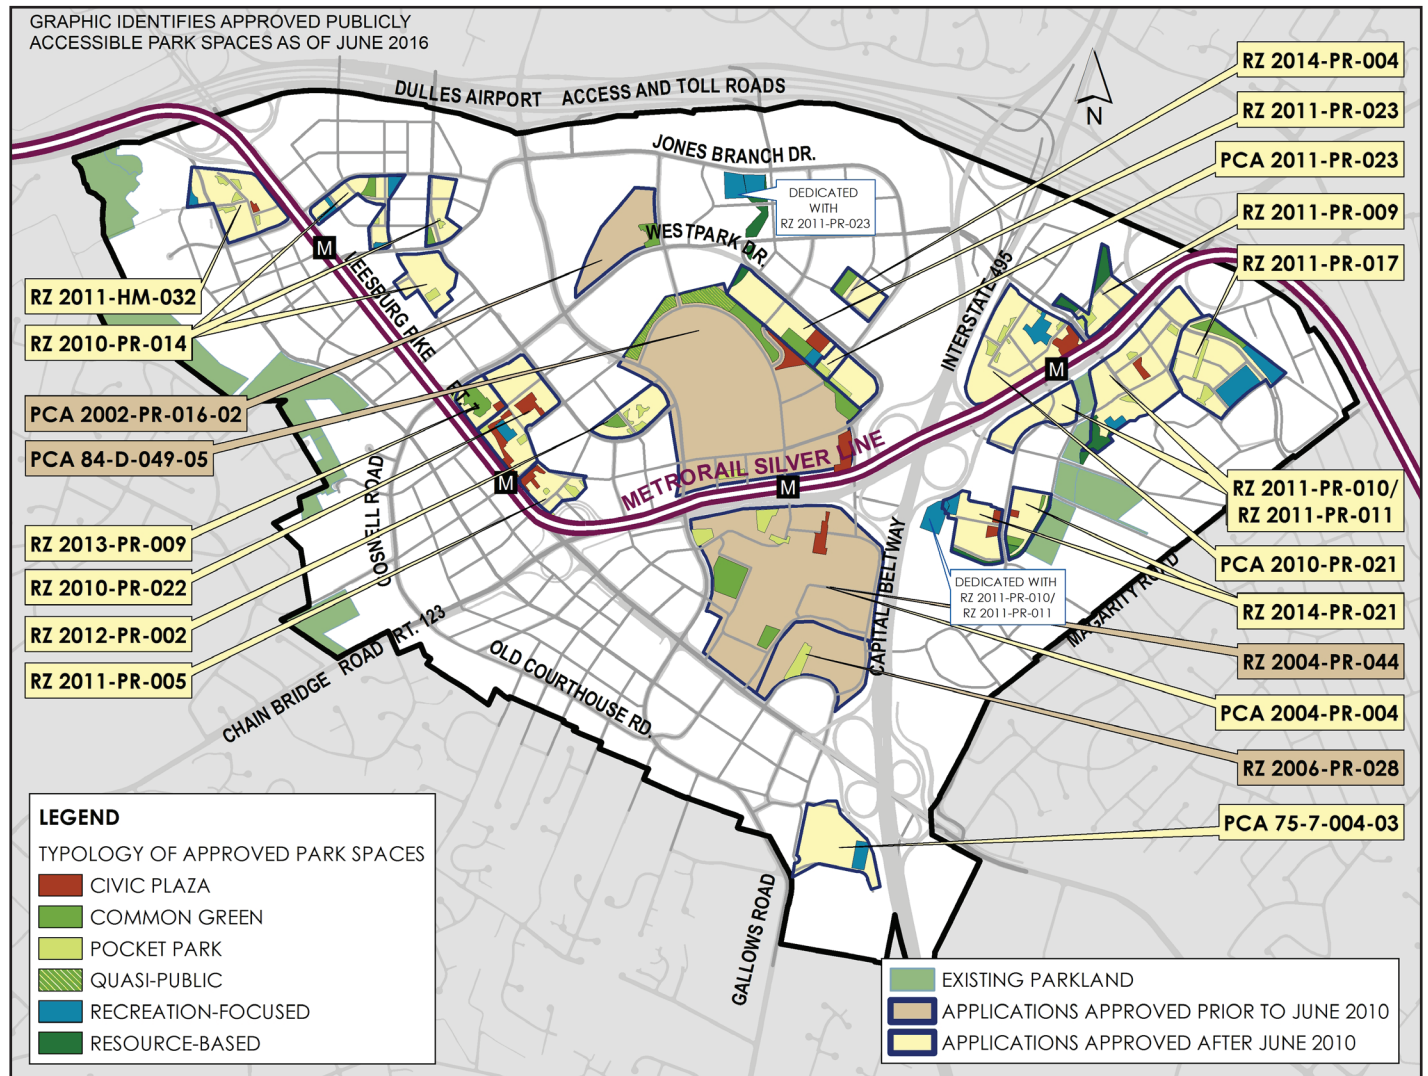 GRAPHIC IDENTIFIES APPROVED PUBLICLY
ACCESSIBLE PARK SPACES AS OF JUNE 2016
DULLES AIRPORT ACCESS AND TOLL ROADS
N
JONES BRANCH DR.
DEDICATED
WITH
RZ 2011-PR-023
WESTPARK DR.
INTERSTATE 495
LEESBURG PIKE
RT. 7
M
M
M
M
METRORAIL SILVER LINE
GOSNELL ROAD
CAPITAL BELTWAY
DEDICATED WITH
RZ 2011-PR-010/
RZ 2011-PR-011
MAGARITY ROAD
CHAIN BRIDGE ROAD RT. 123
OLD COURTHOUSE RD.
GALLOWS ROAD
RZ 2011-HM-032
RZ 2010-PR-014
PCA 2002-PR-016-02
PCA 84-D-049-05
RZ 2013-PR-009
RZ 2010-PR-022
RZ 2012-PR-002
RZ 2011-PR-005
RZ 2014-PR-004
RZ 2011-PR-023
PCA 2011-PR-023
RZ 2011-PR-009
RZ 2011-PR-017
RZ 2011-PR-010/
RZ 2011-PR-011
PCA 2010-PR-021
RZ 2014-PR-021
RZ 2004-PR-044
PCA 2004-PR-004
RZ 2006-PR-028
PCA 75-7-004-03
LEGEND
TYPOLOGY OF APPROVED PARK SPACES
CIVIC PLAZA
COMMON GREEN
POCKET PARK
QUASI-PUBLIC
RECREATION-FOCUSED
RESOURCE-BASED
EXISTING PARKLAND
APPLICATIONS APPROVED PRIOR TO JUNE 2010
APPLICATIONS APPROVED AFTER JUNE 2010